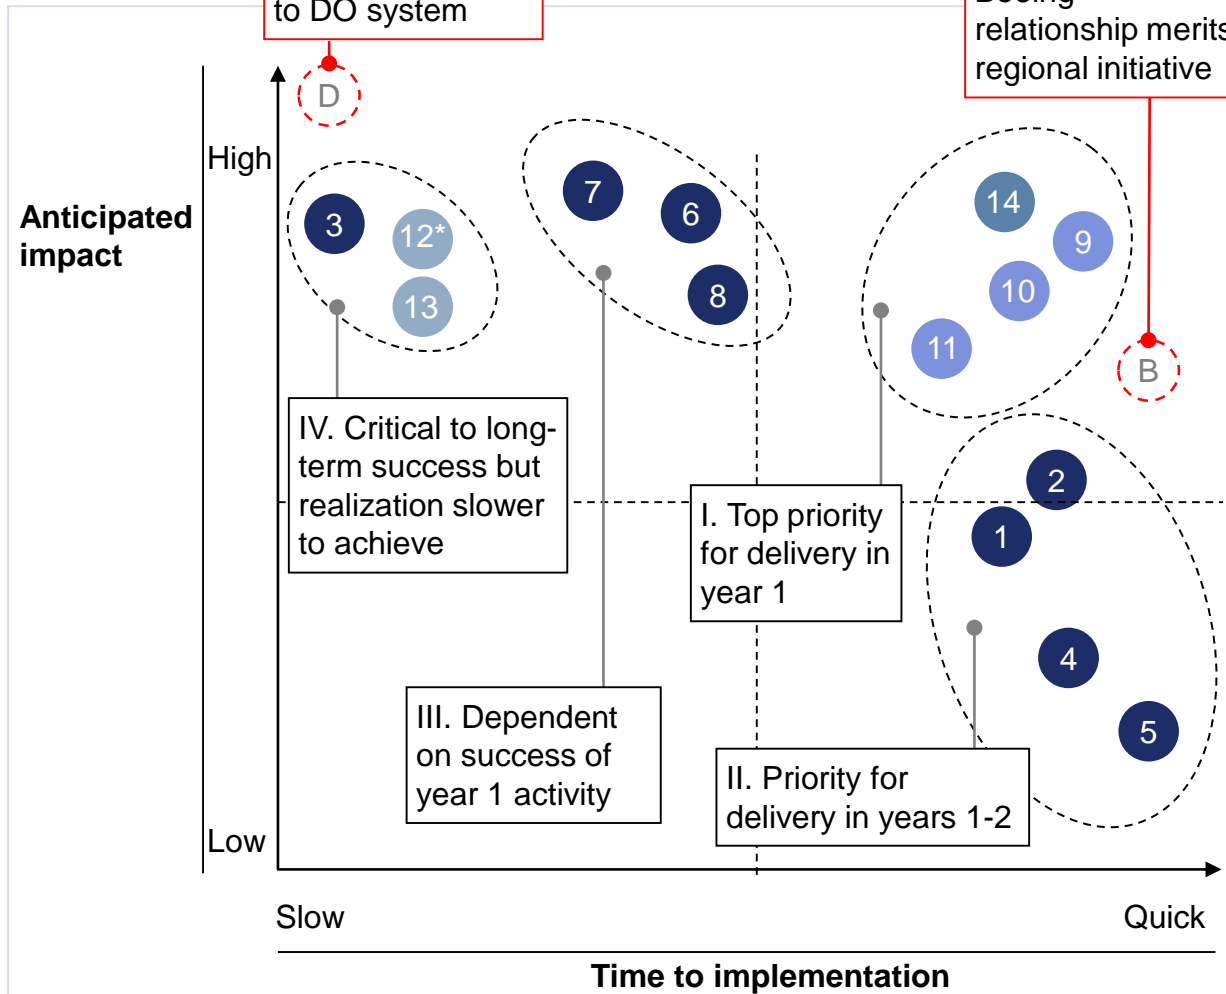 to DO system
relationship merits
regional initiative
D
High
Anticipated
impact
3
12*
13
7
6
8
14
9
10
11
B
IV. Critical to long-
term success but
realization slower
to achieve
I. Top priority
for delivery in
year 1
2
1
4
5
III. Dependent
on success of
year 1 activity
II. Priority for
delivery in years 1-2
Low
Slow
Quick
Time to implementation